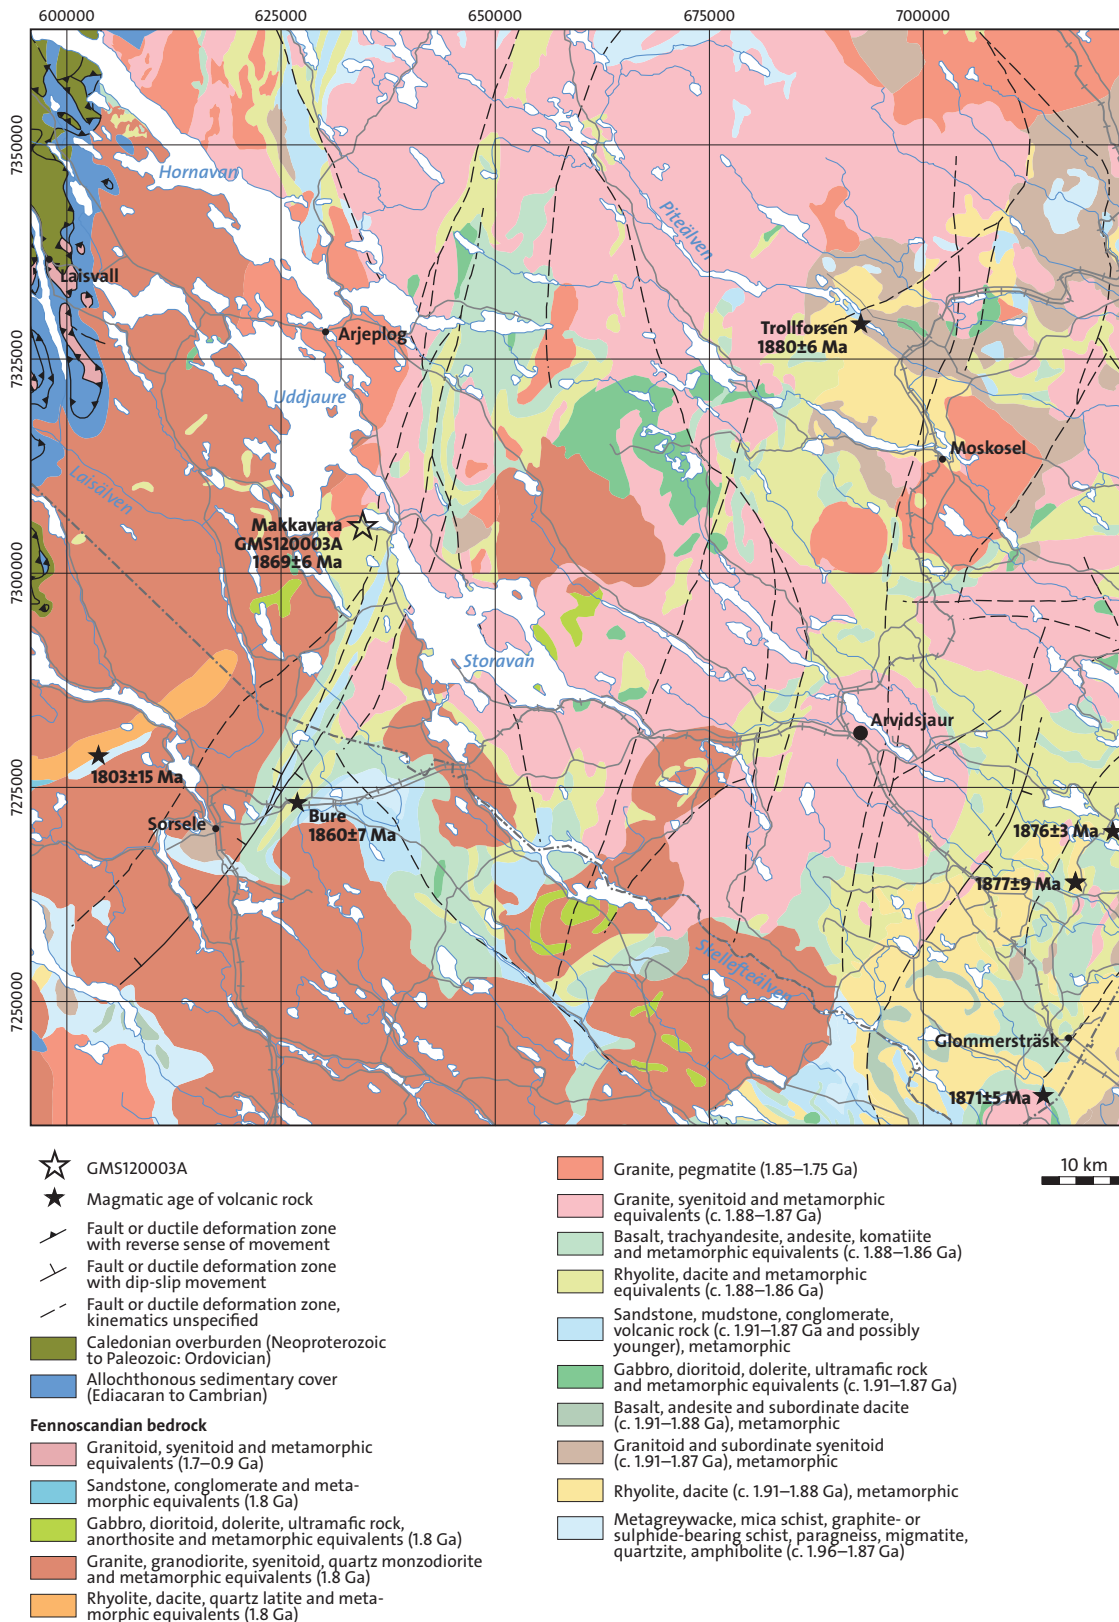 600000
625000
650000
675000
700000
7350000
7325000
7300000
7275000
7250000
Hornavan
Piteälven
Laisvall
Arjeplog
Trollforsen
1880±6 Ma
Uddjaure
Laisälven
Moskosel
Makkavara
GMS120003A
1869±6 Ma
Storavan
Arvidsjaur
1803±15 Ma
Sorsele
Bure
1860±7 Ma
1876±3 Ma
1877±9 Ma
Skellefteälven
Glommersträsk
1871±5 Ma
GMS120003A
Magmatic age of volcanic rock
Fault or ductile deformation zone
with reverse sense of movement
Fault or ductile deformation zone
with dip-slip movement
Fault or ductile deformation zone,
kinematics unspecified
Caledonian overburden (Neoproterozoic
to Paleozoic: Ordovician)
Allochthonous sedimentary cover
(Ediacaran to Cambrian)
Fennoscandian bedrock
Granitoid, syenitoid and metamorphic
equivalents (1.7–0.9 Ga)
Sandstone, conglomerate and meta-
morphic equivalents (1.8 Ga)
Gabbro, dioritoid, dolerite, ultramafic rock,
anorthosite and metamorphic equivalents (1.8 Ga)
Granite, granodiorite, syenitoid, quartz monzodiorite
and metamorphic equivalents (1.8 Ga)
Rhyolite, dacite, quartz latite and meta-
morphic equivalents (1.8 Ga)
Granite, pegmatite (1.85–1.75 Ga)
Granite, syenitoid and metamorphic
equivalents (c. 1.88–1.87 Ga)
Basalt, trachyandesite, andesite, komatiite
and metamorphic equivalents (c. 1.88–1.86 Ga)
Rhyolite, dacite and metamorphic
equivalents (c. 1.88–1.86 Ga)
Sandstone, mudstone, conglomerate,
volcanic rock (c. 1.91–1.87 Ga and possibly
younger), metamorphic
Gabbro, dioritoid, dolerite, ultramafic rock
and metamorphic equivalents (c. 1.91–1.87 Ga)
Basalt, andesite and subordinate dacite
(c. 1.91–1.88 Ga), metamorphic
Granitoid and subordinate syenitoid
(c. 1.91–1.87 Ga), metamorphic
Rhyolite, dacite (c. 1.91–1.88 Ga), metamorphic
Metagreywacke, mica schist, graphite- or
sulphide-bearing schist, paragneiss, migmatite,
quartzite, amphibolite (c. 1.96–1.87 Ga)
10 km